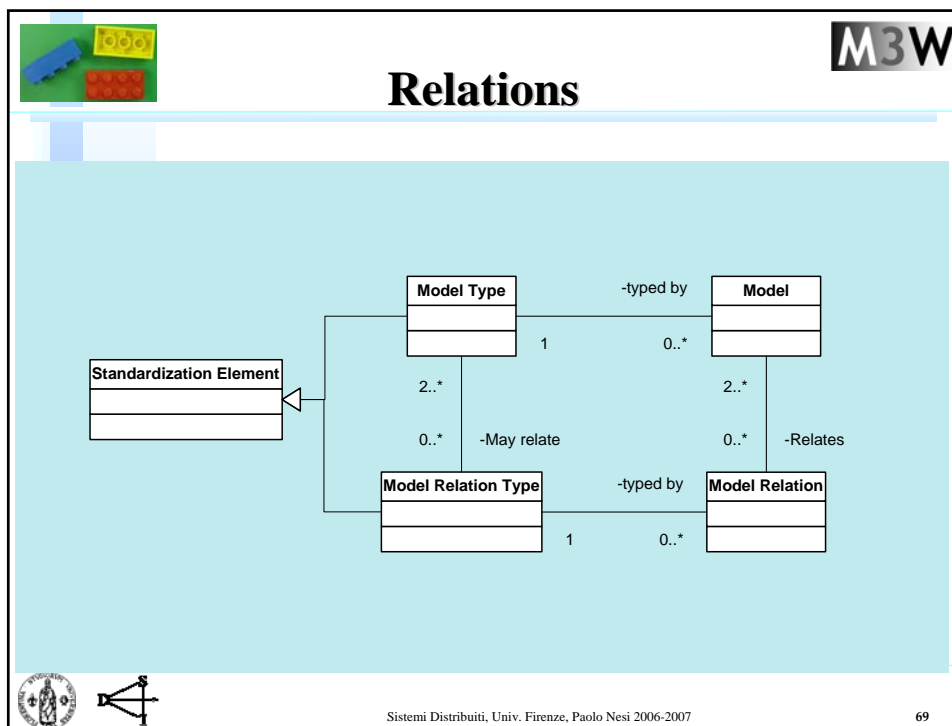 M3W
Relations
Model Type
-typed by
Model
1
0..*
Standardization Element
2..*
2..*
0..*
-May relate
0..*
-Relates
Model Relation Type
-typed by
Model Relation
1
0..*
D
S
I
Sistemi Distribuiti, Univ. Firenze, Paolo Nesi 2006-2007
69